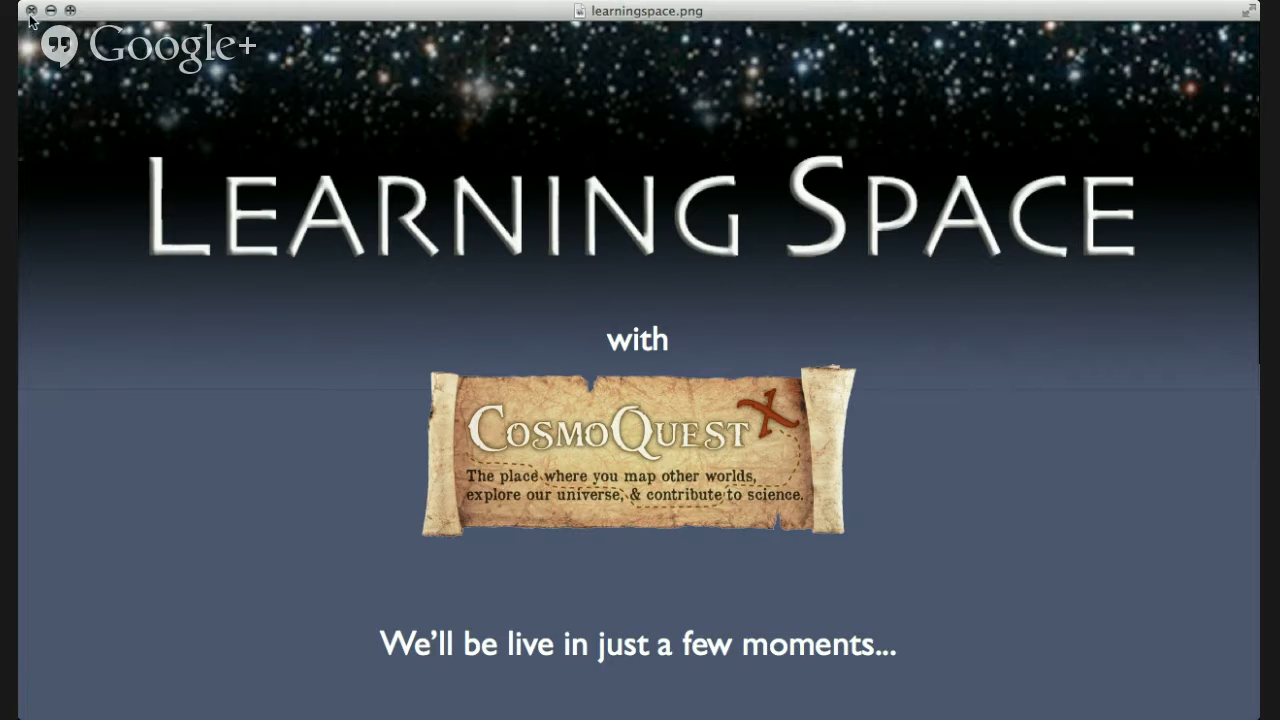 learningspace.png
Google+
LEARNING SPACE
with
COSMOQUEST X
The place where you map other worlds,
explore our universe, & contribute to science.
We'll be live in just a few moments...